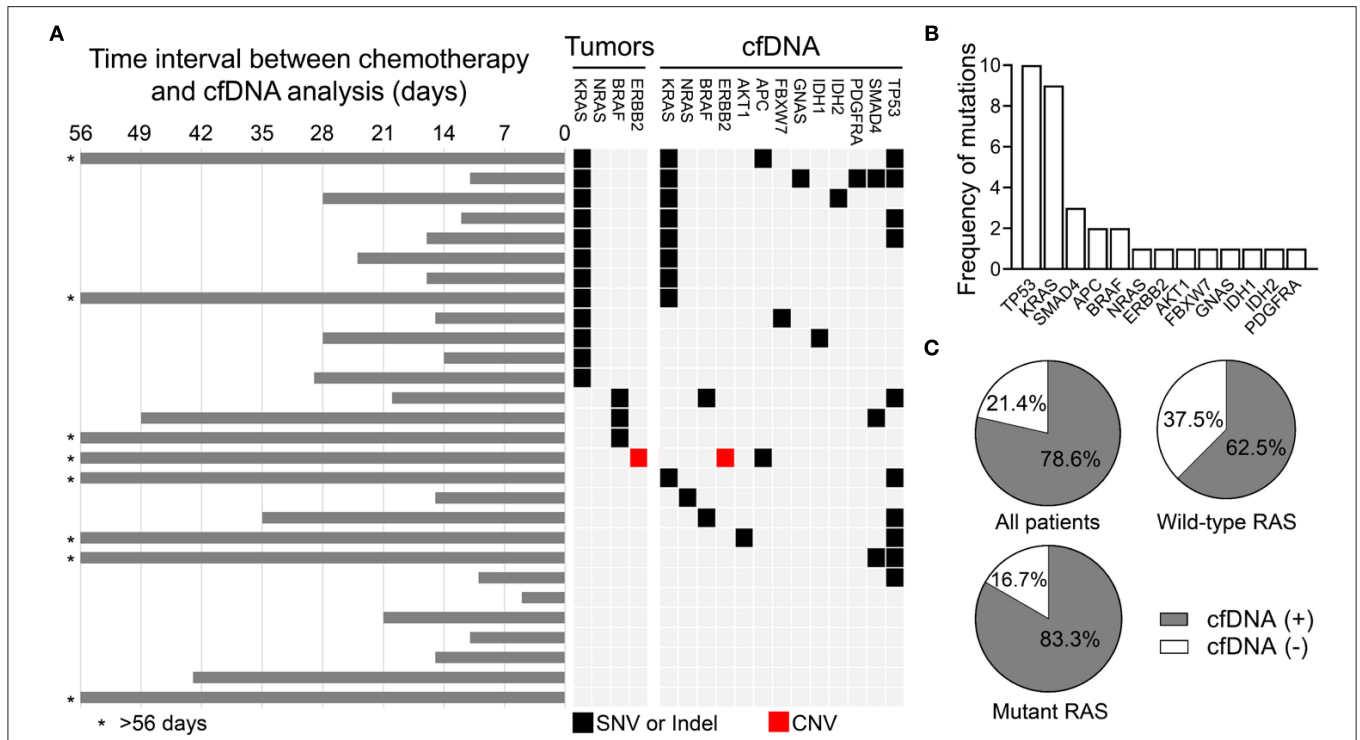 A
Time interval between chemotherapy
and cfDNA analysis (days)
56 49 42 35 28 21 14 7 0
Tumors
KRAS
NRAS
BRAF
ERBB2
cfDNA
KRAS
NRAS
BRAF
ERBB2
AKT1
APC
FBXW7
GNAS
IDH1
IDH2
PDGFRA
SMAD4
TP53
*
*
*
*
*
*
*
*
* >56 days
SNV or Indel
CNV
B
Frequency of mutations
10
8
6
4
2
0
TP53
KRAS
SMAD4
APC
BRAF
NRAS
ERBB2
AKT1
FBXW7
GNAS
IDH1
IDH2
PDGFRA
C
21.4%
78.6%
All patients
37.5%
62.5%
Wild-type RAS
16.7%
83.3%
Mutant RAS
cfDNA (+)
cfDNA (-)